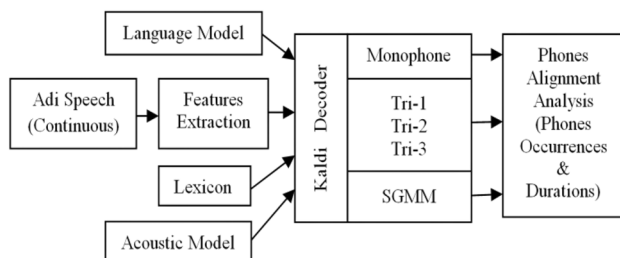 Language Model
Adi Speech
(Continuous)
Features
Extraction
Lexicon
Acoustic Model
Kaldi Decoder
Monophone
Tri-1
Tri-2
Tri-3
SGMM
Phones
Alignment
Analysis
(Phones
Occurrences
&
Durations)